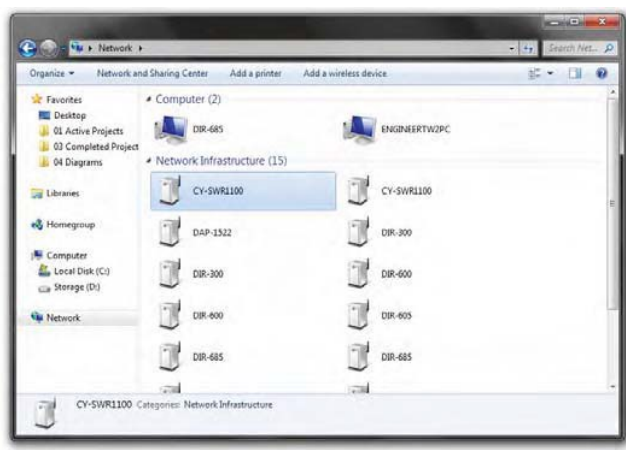 Network
Search Net...
Organize
Network and Sharing Center
Add a printer
Add a wireless device
Favorites
Desktop
01 Active Projects
03 Completed Project
04 Diagrams
Libraries
Homegroup
Computer
Local Disk (C:)
Storage (D:)
Network
Computer (2)
DIR-685
ENGINEERTW2PC
Network Infrastructure (15)
CY-SWR1100
CY-SWR1100
DAP-1522
DIR-300
DIR-300
DIR-600
DIR-600
DIR-605
DIR-685
DIR-685
CY-SWR1100 Categories: Network Infrastructure